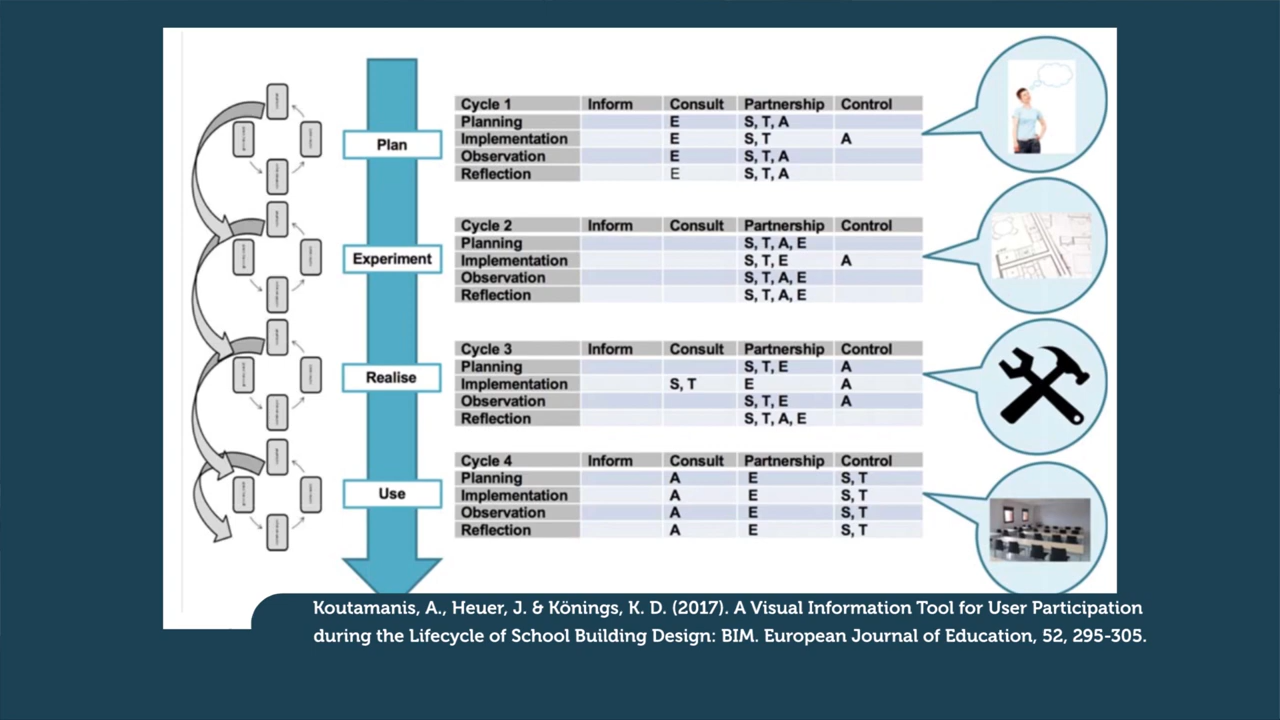 Plan
Experiment
Realise
Use
Cycle 1 Inform Consult Partnership Control
Planning E S, T, A
Implementation E S, T A
Observation E S, T, A
Reflection E S, T, A
Cycle 2 Inform Consult Partnership Control
Planning S, T, A, E
Implementation S, T, E A
Observation S, T, A, E
Reflection S, T, A, E
Cycle 3 Inform Consult Partnership Control
Planning S, T, E A
Implementation S, T E A
Observation S, T, E A
Reflection S, T, A, E
Cycle 4 Inform Consult Partnership Control
Planning A E S, T
Implementation A E S, T
Observation A E S, T
Reflection A E S, T
Koutamanis, A., Heuer, J. & Könings, K. D. (2017). A Visual Information Tool for User Participation
during the Lifecycle of School Building Design: BIM. European Journal of Education, 52, 295-305.